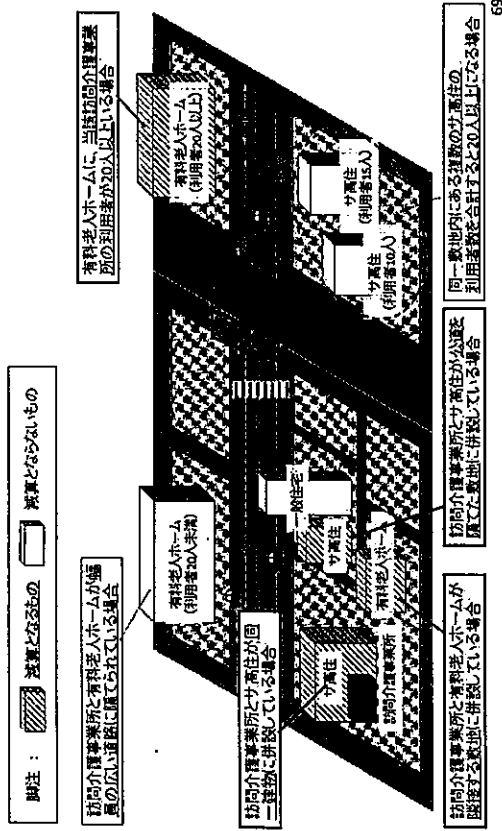 脚注：
減算となるもの
減算とならないもの
訪問介護事業所と有料老人ホームが幅
員の広い道路に隔てられている場合
有料老人ホームに、当該訪問介護事業
所の利用者が20人以上いる場合
有料老人ホーム
(利用者20人未満)
有料老人ホーム
(利用者20人以上)
訪問介護事業所とサ高住が同
一建物に併設している場合
一般住宅
サ高住
サ高住
有料老人ホーム
訪問介護事業所
サ高住
(利用者10人)
サ高住
(利用者15人)
訪問介護事業所と有料老人ホームが
隣接する敷地に併設している場合
訪問介護事業所とサ高住が公道を
隔てた敷地に併設している場合
同一敷地内にある複数のサ高住の
利用者数を合計すると20人以上になる場合
69